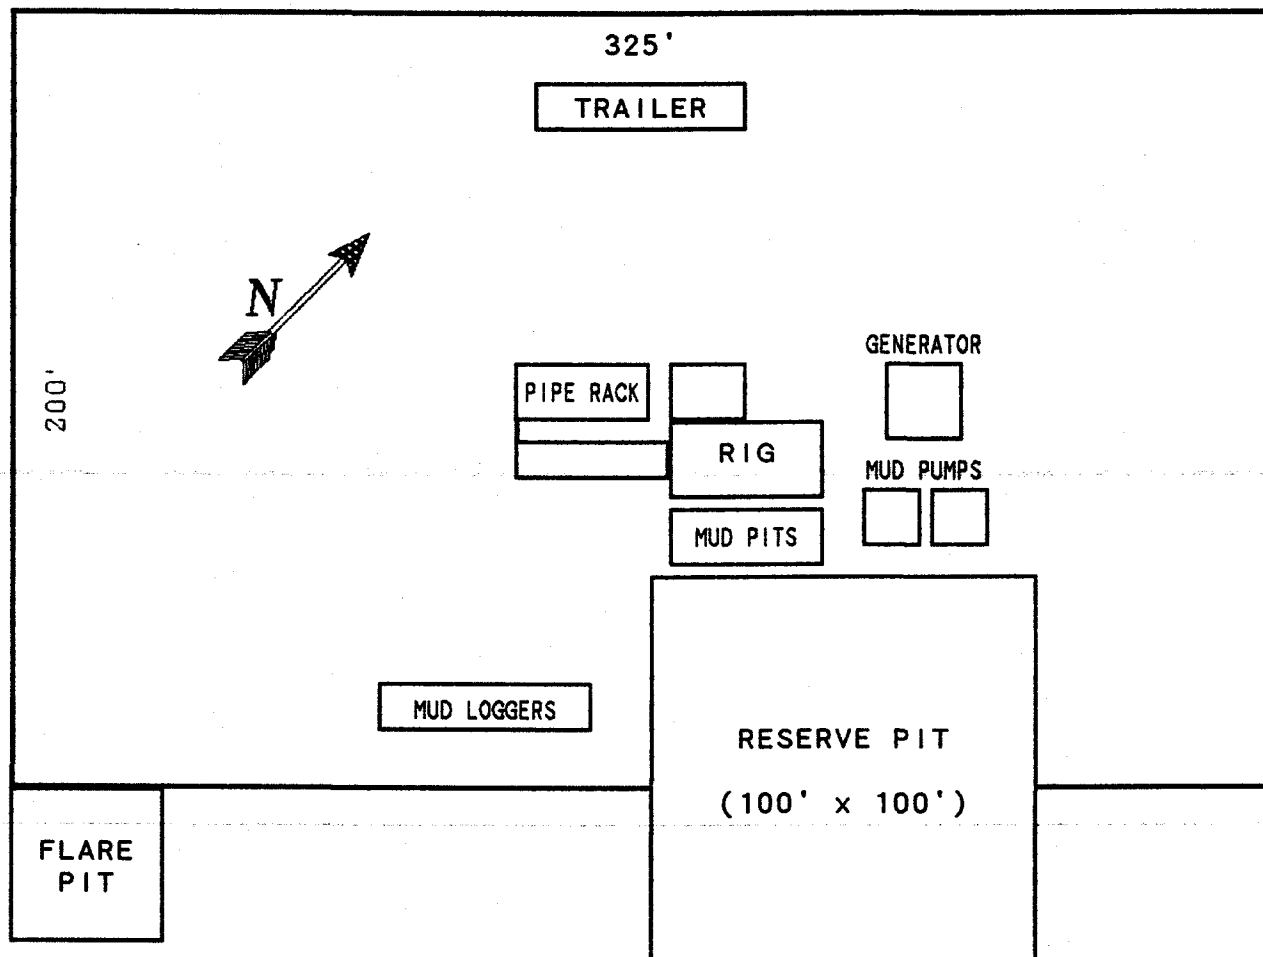 325'
TRAILER
N
200'
GENERATOR
PIPE RACK
RIG
MUD PUMPS
MUD PITS
MUD LOGGERS
RESERVE PIT
(100' x 100')
FLARE
PIT